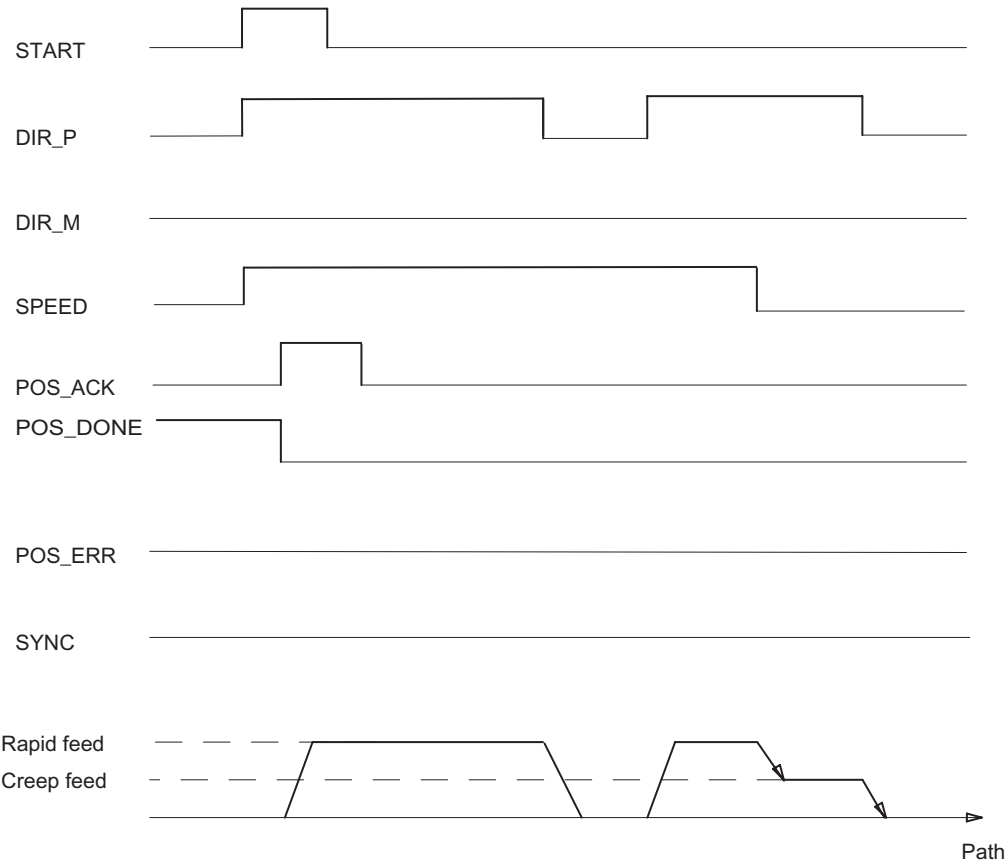 START
DIR_P
DIR_M
SPEED
POS_ACK
POS_DONE
POS_ERR
SYNC
Rapid feed
Creep feed
Path